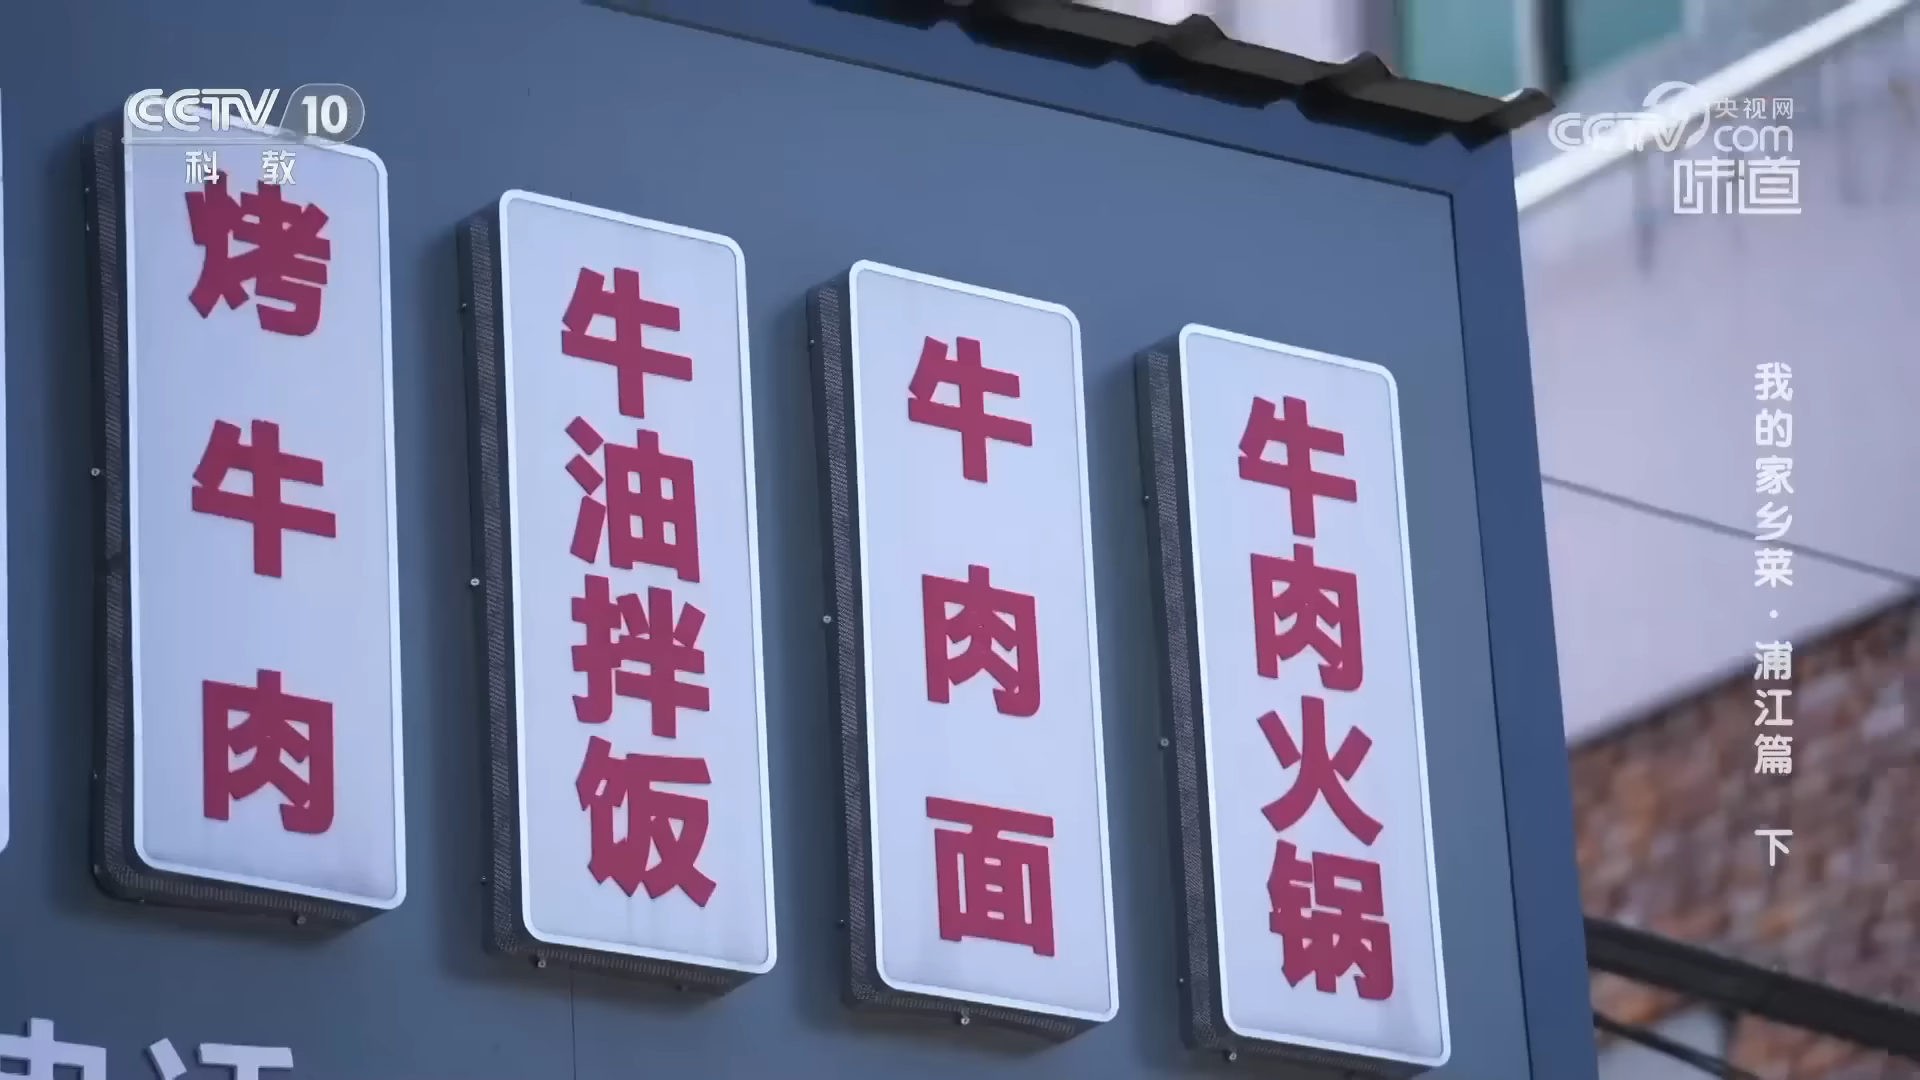 CCTV 10
科教
央视网
CCTV.com
味道
烤牛肉
牛油拌饭
牛肉面
牛肉火锅
我的家乡菜·浦江篇 下